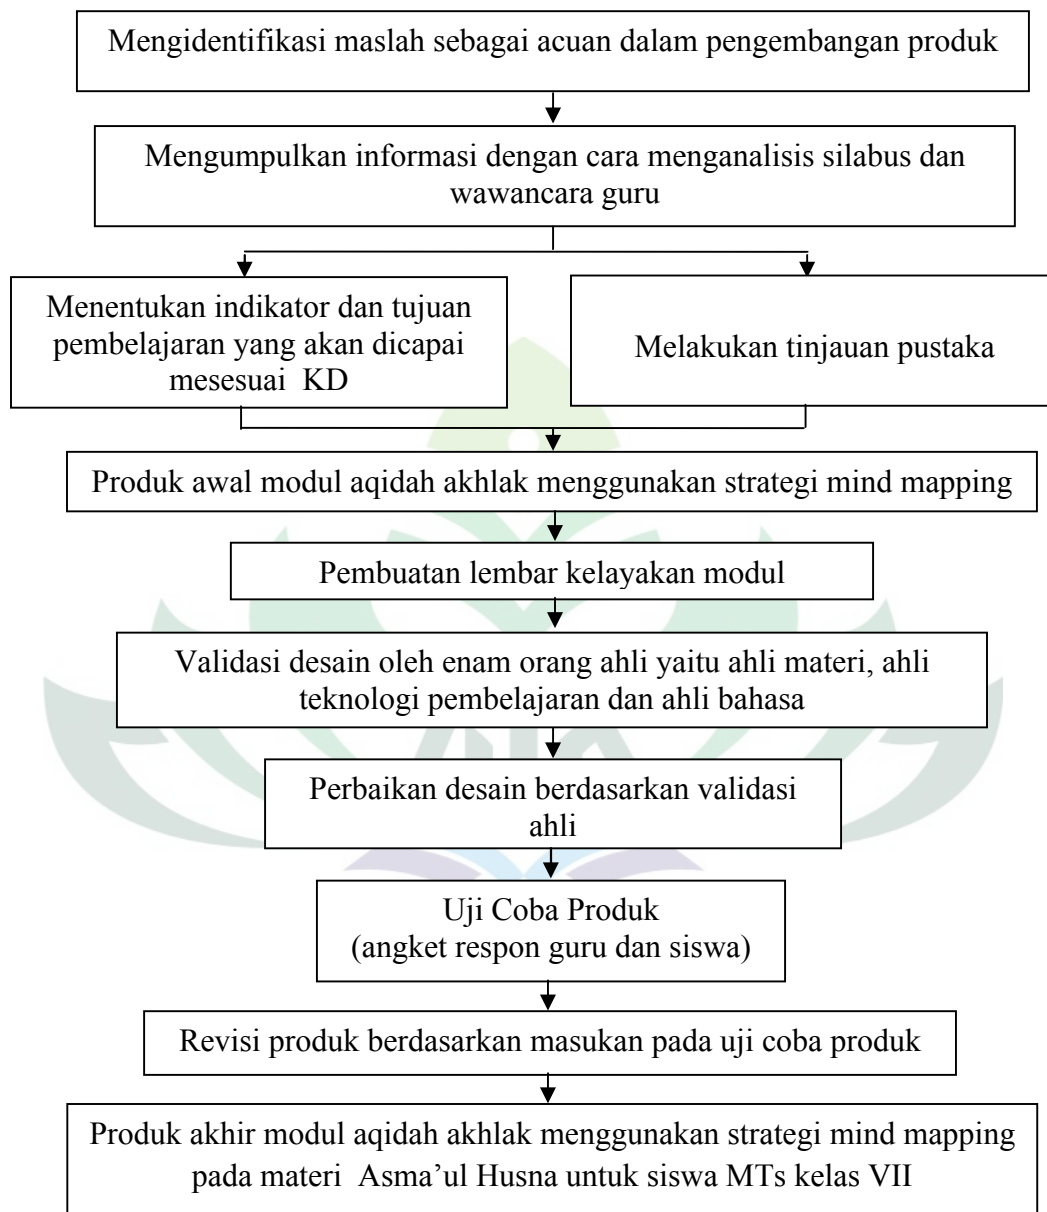 Mengidentifikasi maslah sebagai acuan dalam pengembangan produk
Mengumpulkan informasi dengan cara menganalisis silabus dan
wawancara guru
Menentukan indikator dan tujuan
pembelajaran yang akan dicapai
mesesuai KD
Melakukan tinjauan pustaka
Produk awal modul aqidah akhlak menggunakan strategi mind mapping
Pembuatan lembar kelayakan modul
Validasi desain oleh enam orang ahli yaitu ahli materi, ahli
teknologi pembelajaran dan ahli bahasa
Perbaikan desain berdasarkan validasi
ahli
Uji Coba Produk
(angket respon guru dan siswa)
Revisi produk berdasarkan masukan pada uji coba produk
Produk akhir modul aqidah akhlak menggunakan strategi mind mapping
pada materi Asma’ul Husna untuk siswa MTs kelas VII